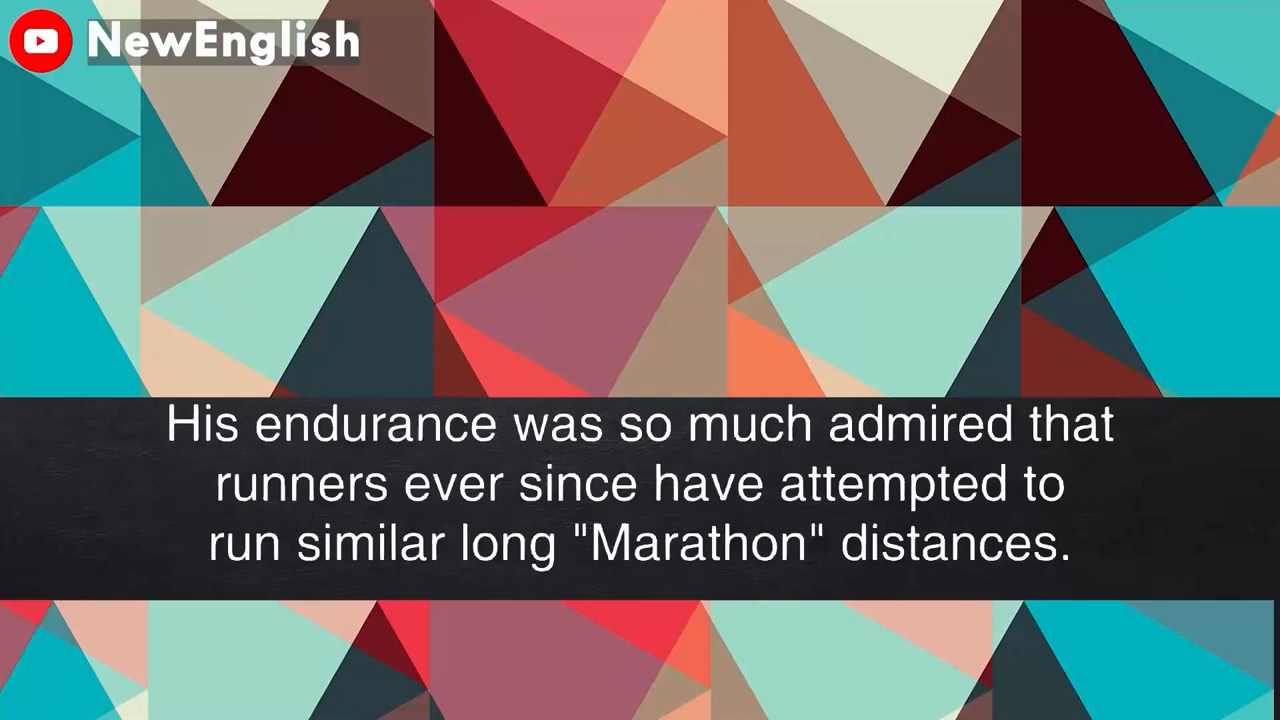 NewEnglish
His endurance was so much admired that
runners ever since have attempted to
run similar long "Marathon" distances.